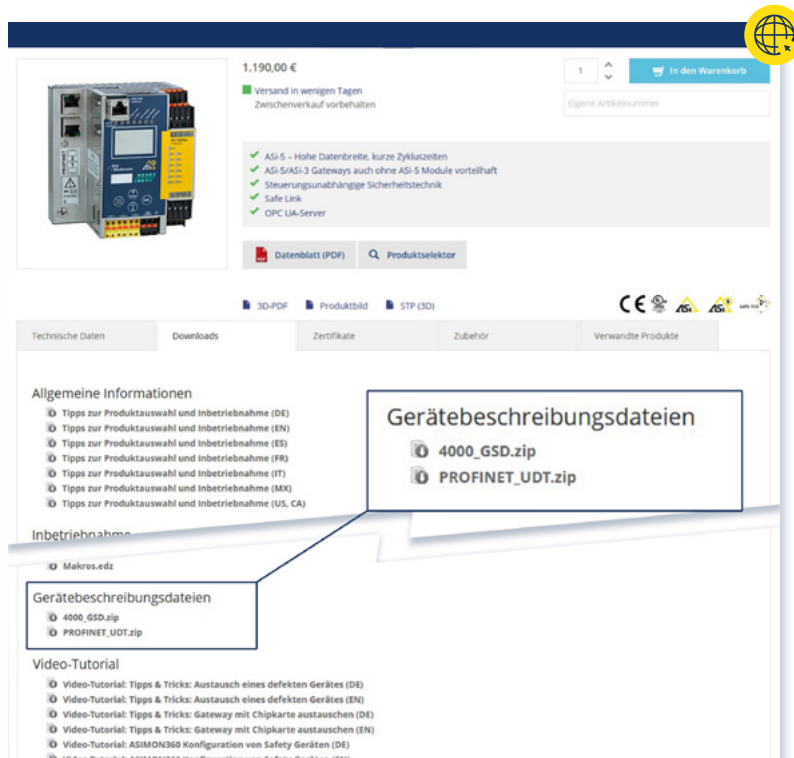 1.190,00 €
Versand in wenigen Tagen
Zwischenverkauf vorbehalten
1
In den Warenkorb
Eigene Artikelnummer
ASi-5 – Hohe Datenbreite, kurze Zykluszeiten
ASi-5/ASi-3 Gateways auch ohne ASi-5 Module vorteilhaft
Steuerungsunabhängige Sicherheitstechnik
Safe Link
OPC UA-Server
Datenblatt (PDF)
Produktselektor
3D-PDF
Produktbild
STP (3D)
Technische Daten
Downloads
Zertifikate
Zubehör
Verwandte Produkte
Allgemeine Informationen
Tipps zur Produktauswahl und Inbetriebnahme (DE)
Tipps zur Produktauswahl und Inbetriebnahme (EN)
Tipps zur Produktauswahl und Inbetriebnahme (ES)
Tipps zur Produktauswahl und Inbetriebnahme (FR)
Tipps zur Produktauswahl und Inbetriebnahme (IT)
Tipps zur Produktauswahl und Inbetriebnahme (MX)
Tipps zur Produktauswahl und Inbetriebnahme (US, CA)
Gerätebeschreibungsdateien
4000_GSD.zip
PROFINET_UDT.zip
Inbetriebnahme
Makros.edz
Gerätebeschreibungsdateien
4000_GSD.zip
PROFINET_UDT.zip
Video-Tutorial
Video-Tutorial: Tipps & Tricks: Austausch eines defekten Gerätes (DE)
Video-Tutorial: Tipps & Tricks: Austausch eines defekten Gerätes (EN)
Video-Tutorial: Tipps & Tricks: Gateway mit Chipkarte austauschen (DE)
Video-Tutorial: Tipps & Tricks: Gateway mit Chipkarte austauschen (EN)
Video-Tutorial: ASIMON360 Konfiguration von Safety Geräten (DE)
Video-Tutorial: ASIMON360 Konfiguration von Safety Geräten (EN)